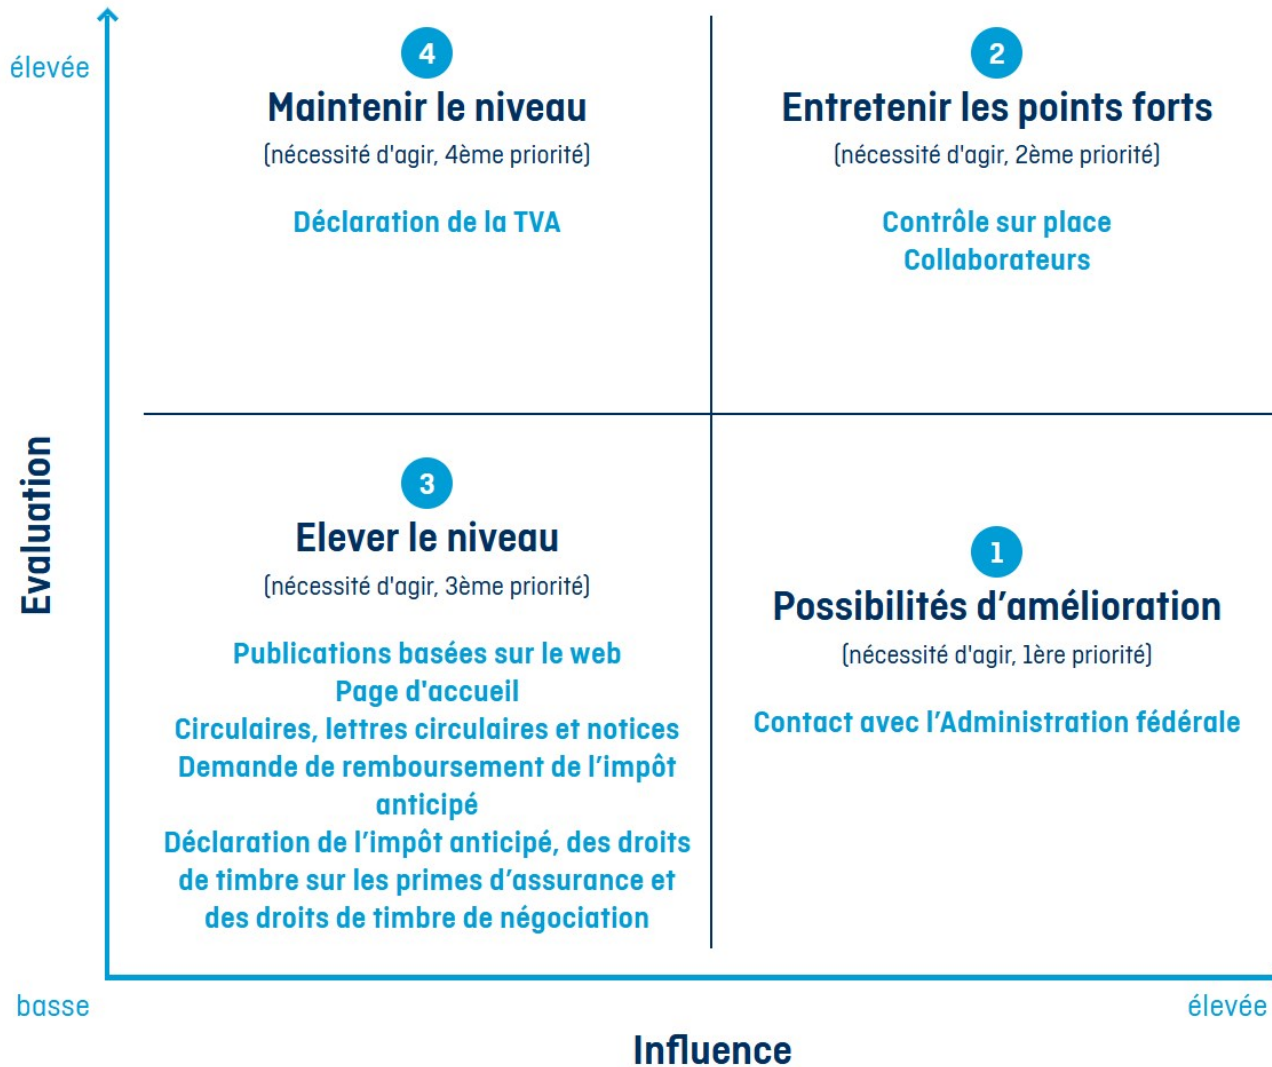 élevée
4
Maintenir le niveau
(nécessité d'agir, 4ème priorité)
Déclaration de la TVA
2
Entretenir les points forts
(nécessité d'agir, 2ème priorité)
Contrôle sur place
Collaborateurs
Evaluation
3
Elever le niveau
(nécessité d'agir, 3ème priorité)
Publications basées sur le web
Page d'accueil
Circulaires, lettres circulaires et notices
Demande de remboursement de l’impôt
anticipé
Déclaration de l’impôt anticipé, des droits
de timbre sur les primes d’assurance et
des droits de timbre de négociation
1
Possibilités d’amélioration
(nécessité d'agir, 1ère priorité)
Contact avec l’Administration fédérale
basse
élevée
Influence